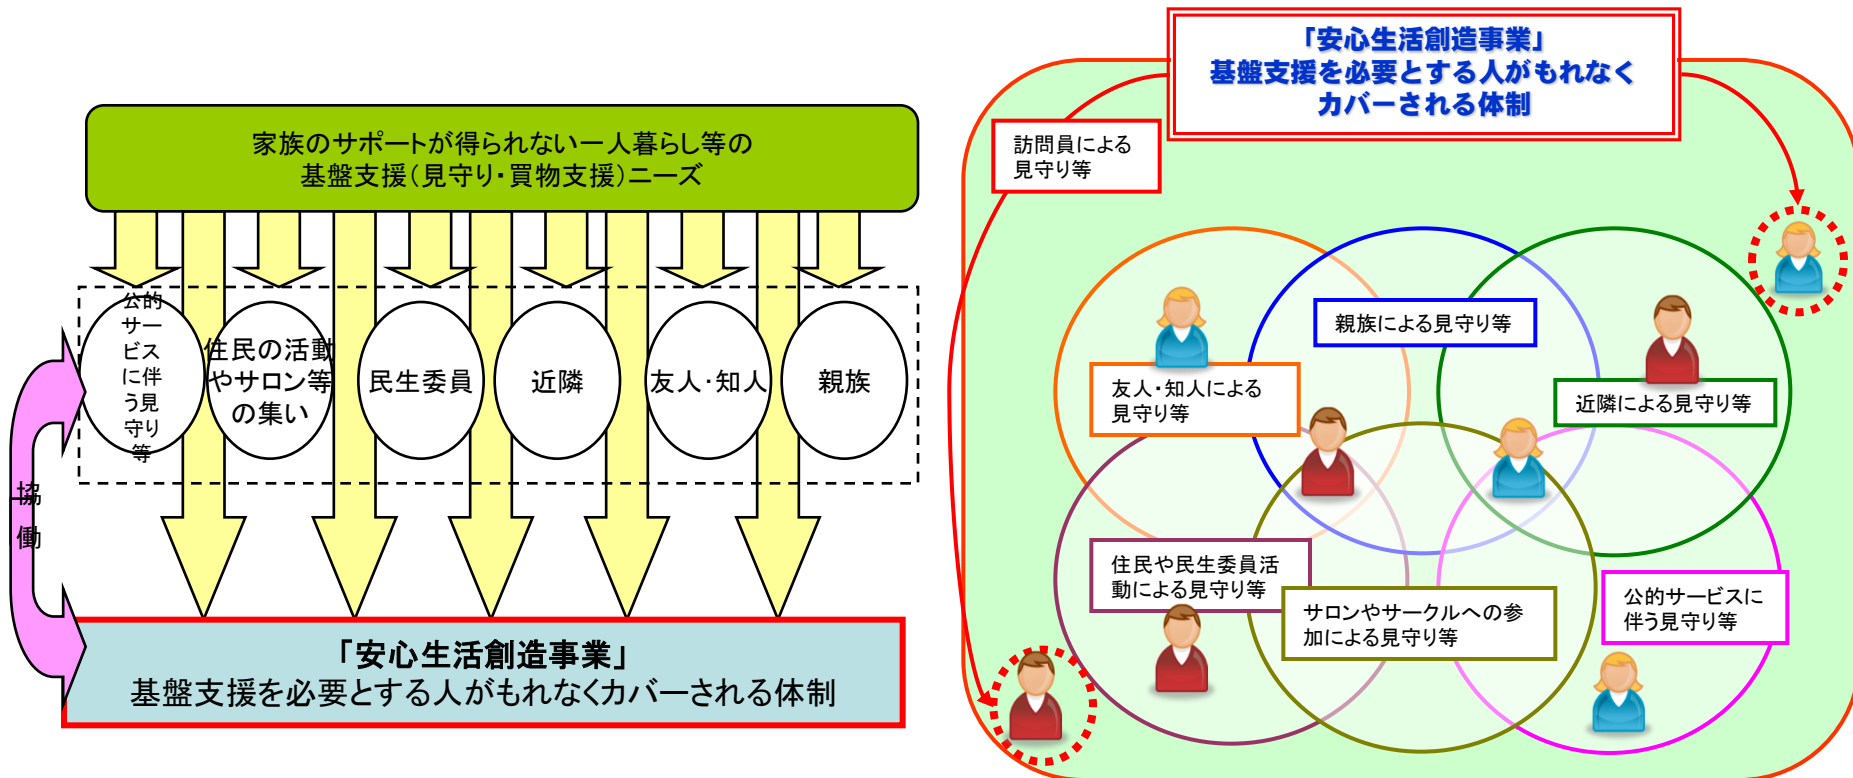 家族のサポートが得られない一人暮らし等の
基盤支援(見守り・買物支援)ニーズ
公的
サー
ビス
に伴
う見
守り
等
住民の活動
やサロン等
の集い
民生委員
近隣
友人・知人
親族
協
働
「安心生活創造事業」
基盤支援を必要とする人がもれなくカバーされる体制
「安心生活創造事業」
基盤支援を必要とする人がもれなく
カバーされる体制
訪問員による
見守り等
親族による見守り等
友人・知人による
見守り等
近隣による見守り等
住民や民生委員活
動による見守り等
サロンやサークルへの参
加による見守り等
公的サービスに
伴う見守り等